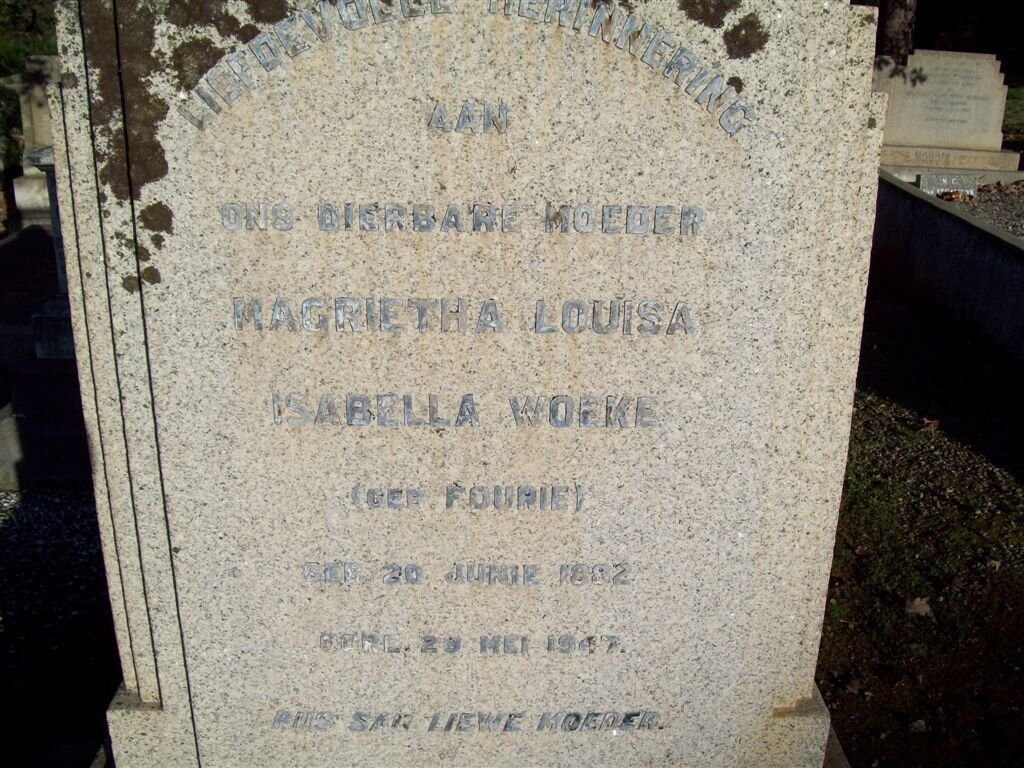 LIEFDEVOLLE HERINNERING
AAN
ONS DIERBARE MOEDER
MAGRIETHA LOUISA
ISABELLA WOEKE
(GEB. FOURIE)
GEB. 20 JUNIE 1882
OORL. 29 MEI 1947.
RUS SAG LIEWE MOEDER.